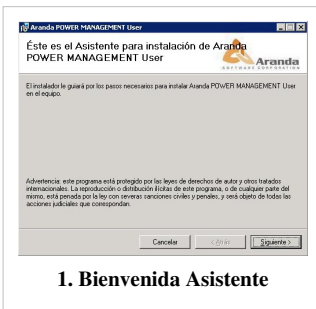 Aranda POWER MANAGEMENT User
Éste es el Asistente para instalación de Aranda
POWER MANAGEMENT User
Aranda
SOFTWARE CORPORATION
El instalador le guiará por los pasos necesarios para instalar Aranda POWER MANAGEMENT User
en el equipo.
Advertencia: este programa está protegido por las leyes de derechos de autor y otros tratados
internacionales. La reproducción o distribución ilícitas de este programa, o de cualquier parte del
mismo, está penada por la ley con severas sanciones civiles y penales, y será objeto de todas las
acciones judiciales que correspondan.
Cancelar
< Atrás
Siguiente >
1. Bienvenida Asistente